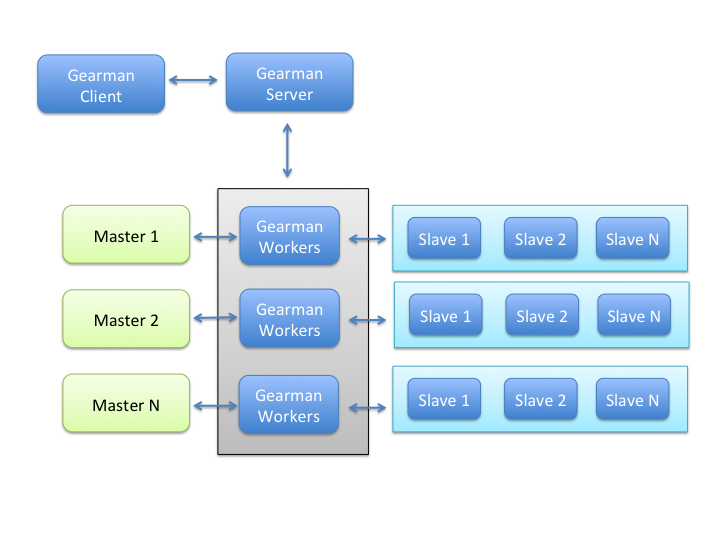 Gearman
Client
Gearman
Server
Master 1
Gearman
Workers
Slave 1
Slave 2
Slave N
Master 2
Gearman
Workers
Slave 1
Slave 2
Slave N
Master N
Gearman
Workers
Slave 1
Slave 2
Slave N